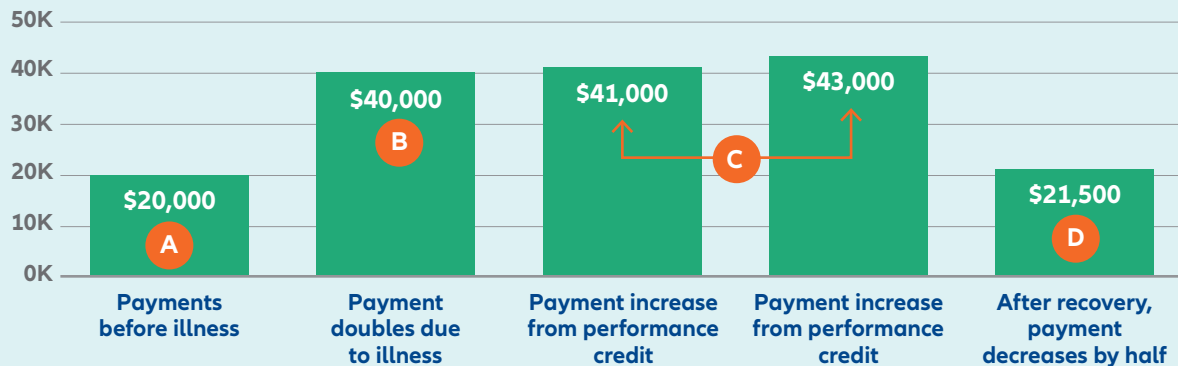 50K
40K
30K
20K
10K
0K
$20,000
A
$40,000
B
$41,000
C
$43,000
$21,500
D
Payments
before illness
Payment
doubles due
to illness
Payment increase
from performance
credit
Payment increase
from performance
credit
After recovery,
payment
decreases by half